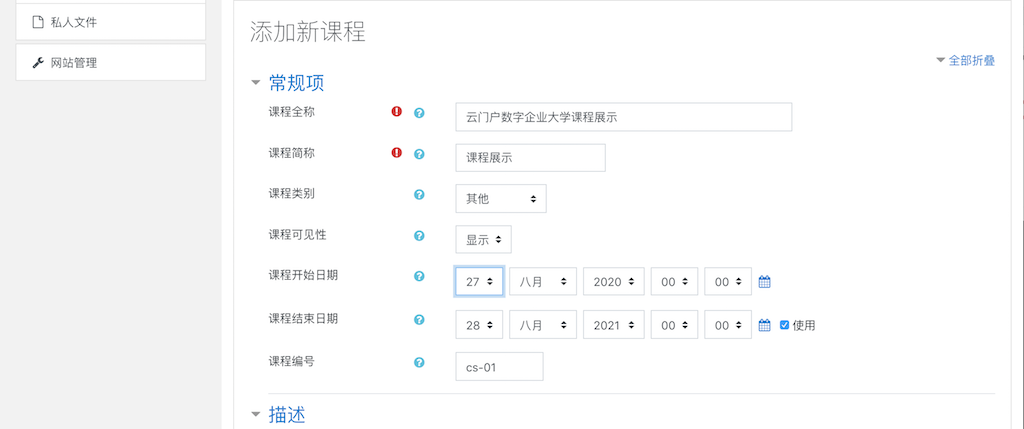 私人文件
网站管理
添加新课程
全部折叠
常规项
课程全称
云门户数字企业大学课程展示
课程简称
课程展示
课程类别
其他
课程可见性
显示
课程开始日期
27 八月 2020 00 00
课程结束日期
28 八月 2021 00 00 使用
课程编号
cs-01
描述